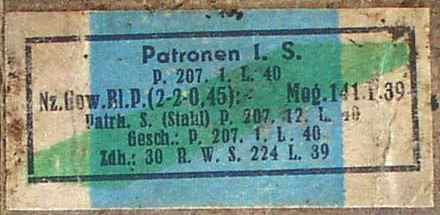 Patronen l. S.
P. 207. 1. L. 40
Nz.Gew.Bl.P.(2-2-0,45): Mog.141.I.39
Patrh. S. (Stahl) P. 207. 12. L. 40
Gesch.: P. 207. 1. L. 40
Zdh.: 30 R. W. S. 224 L. 39